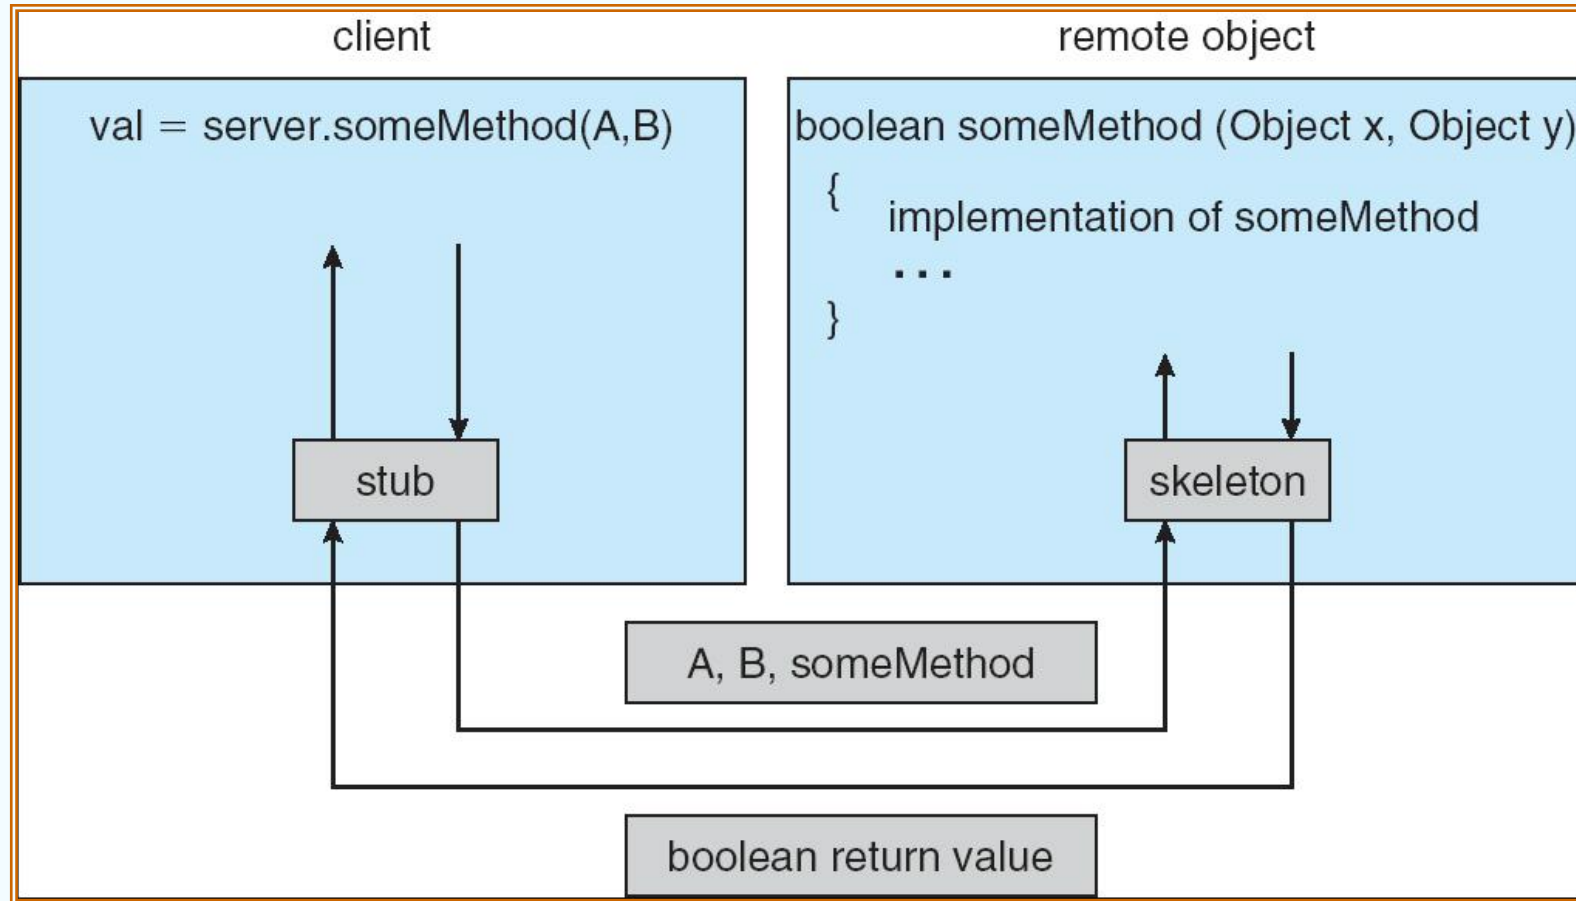 client
remote object
val = server.someMethod(A,B)
boolean someMethod (Object x, Object y)
{
implementation of someMethod
...
}
stub
skeleton
A, B, someMethod
boolean return value